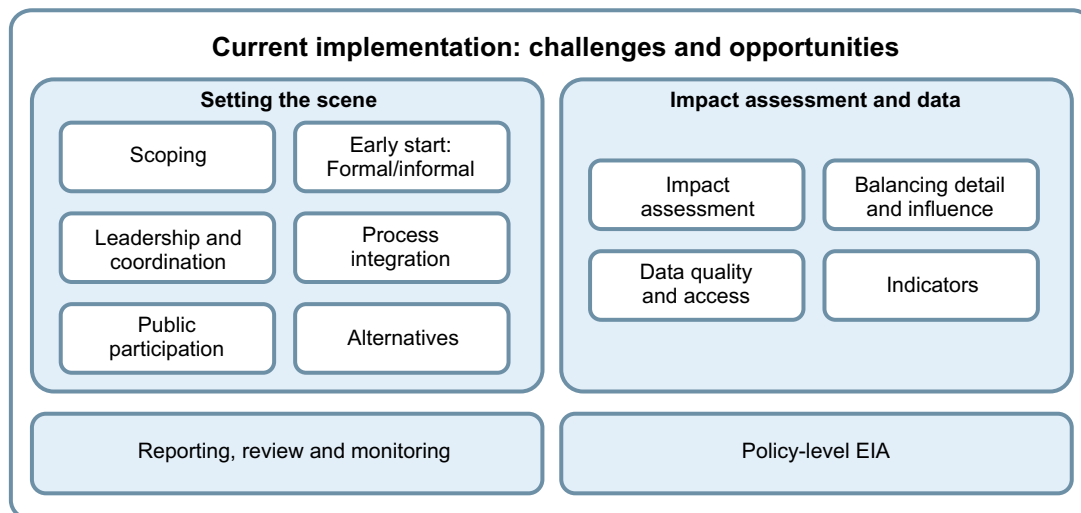 Current implementation: challenges and opportunities
Setting the scene
Scoping
Early start:
Formal/informal
Leadership and
coordination
Process
integration
Public
participation
Alternatives
Impact assessment and data
Impact
assessment
Balancing detail
and influence
Data quality
and access
Indicators
Reporting, review and monitoring
Policy-level EIA